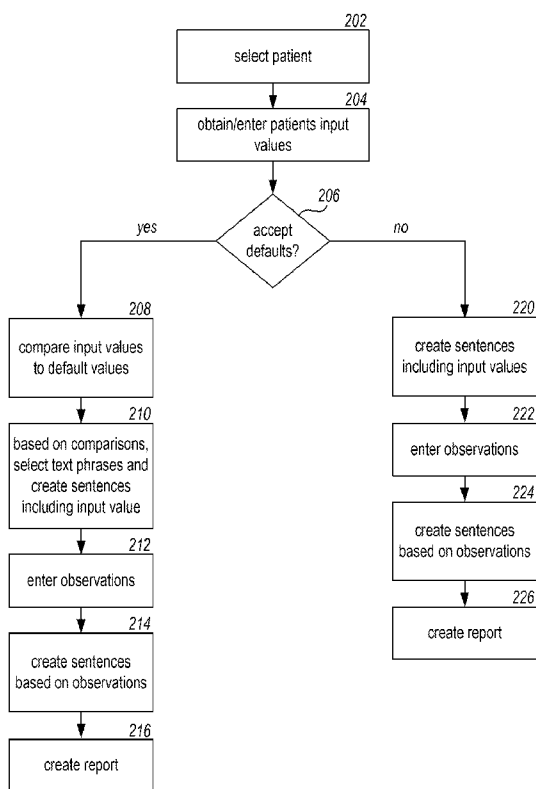 202
select patient
204
obtain/enter patients input
values
206
accept
defaults?
yes
no
208
compare input values
to default values
210
based on comparisons,
select text phrases and
create sentences
including input value
212
enter observations
214
create sentences
based on observations
216
create report
220
create sentences
including input values
222
enter observations
224
create sentences
based on observations
226
create report